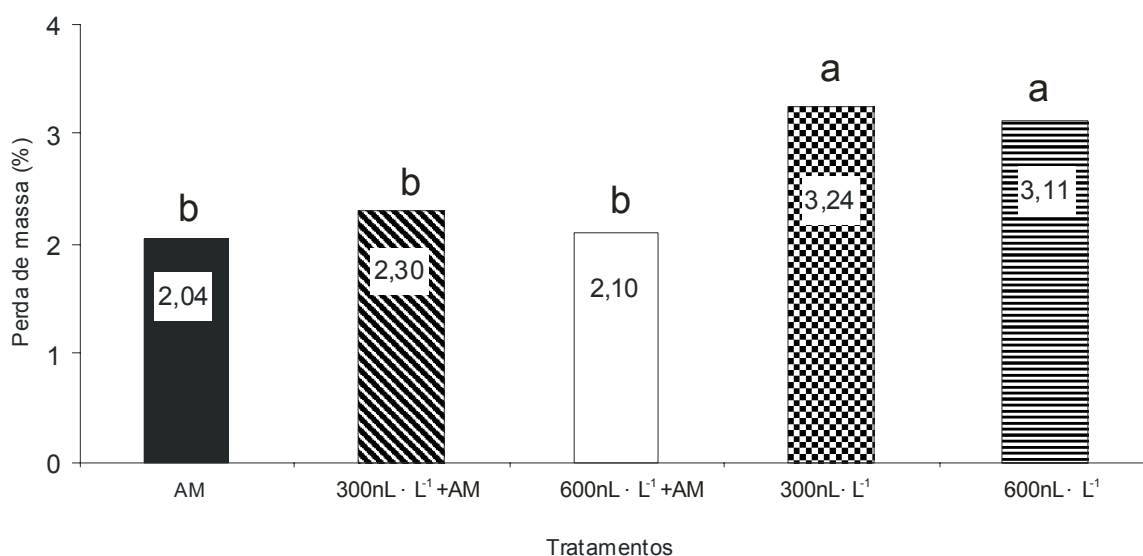 4
3
2
1
0
Perda de massa (%)
b
b
b
a
a
2,04
2,30
2,10
3,24
3,11
AM
300nL · L⁻¹ +AM
600nL · L⁻¹ +AM
300nL · L⁻¹
600nL · L⁻¹
Tratamentos